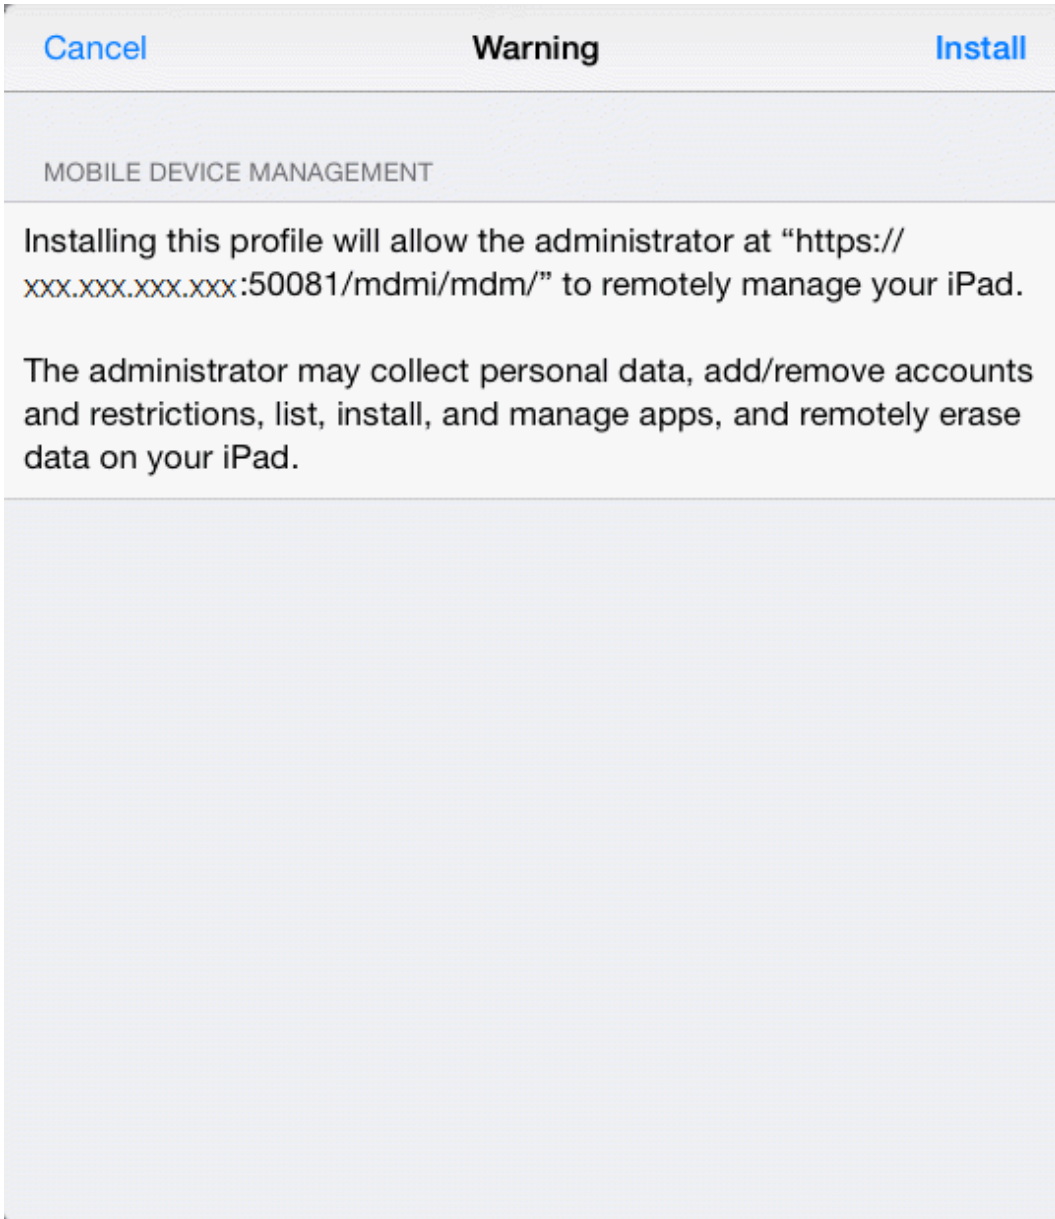 Cancel Warning Install
MOBILE DEVICE MANAGEMENT
Installing this profile will allow the administrator at “https://
xxx.xxx.xxx.xxx:50081/mdmi/mdm/” to remotely manage your iPad.
The administrator may collect personal data, add/remove accounts
and restrictions, list, install, and manage apps, and remotely erase
data on your iPad.